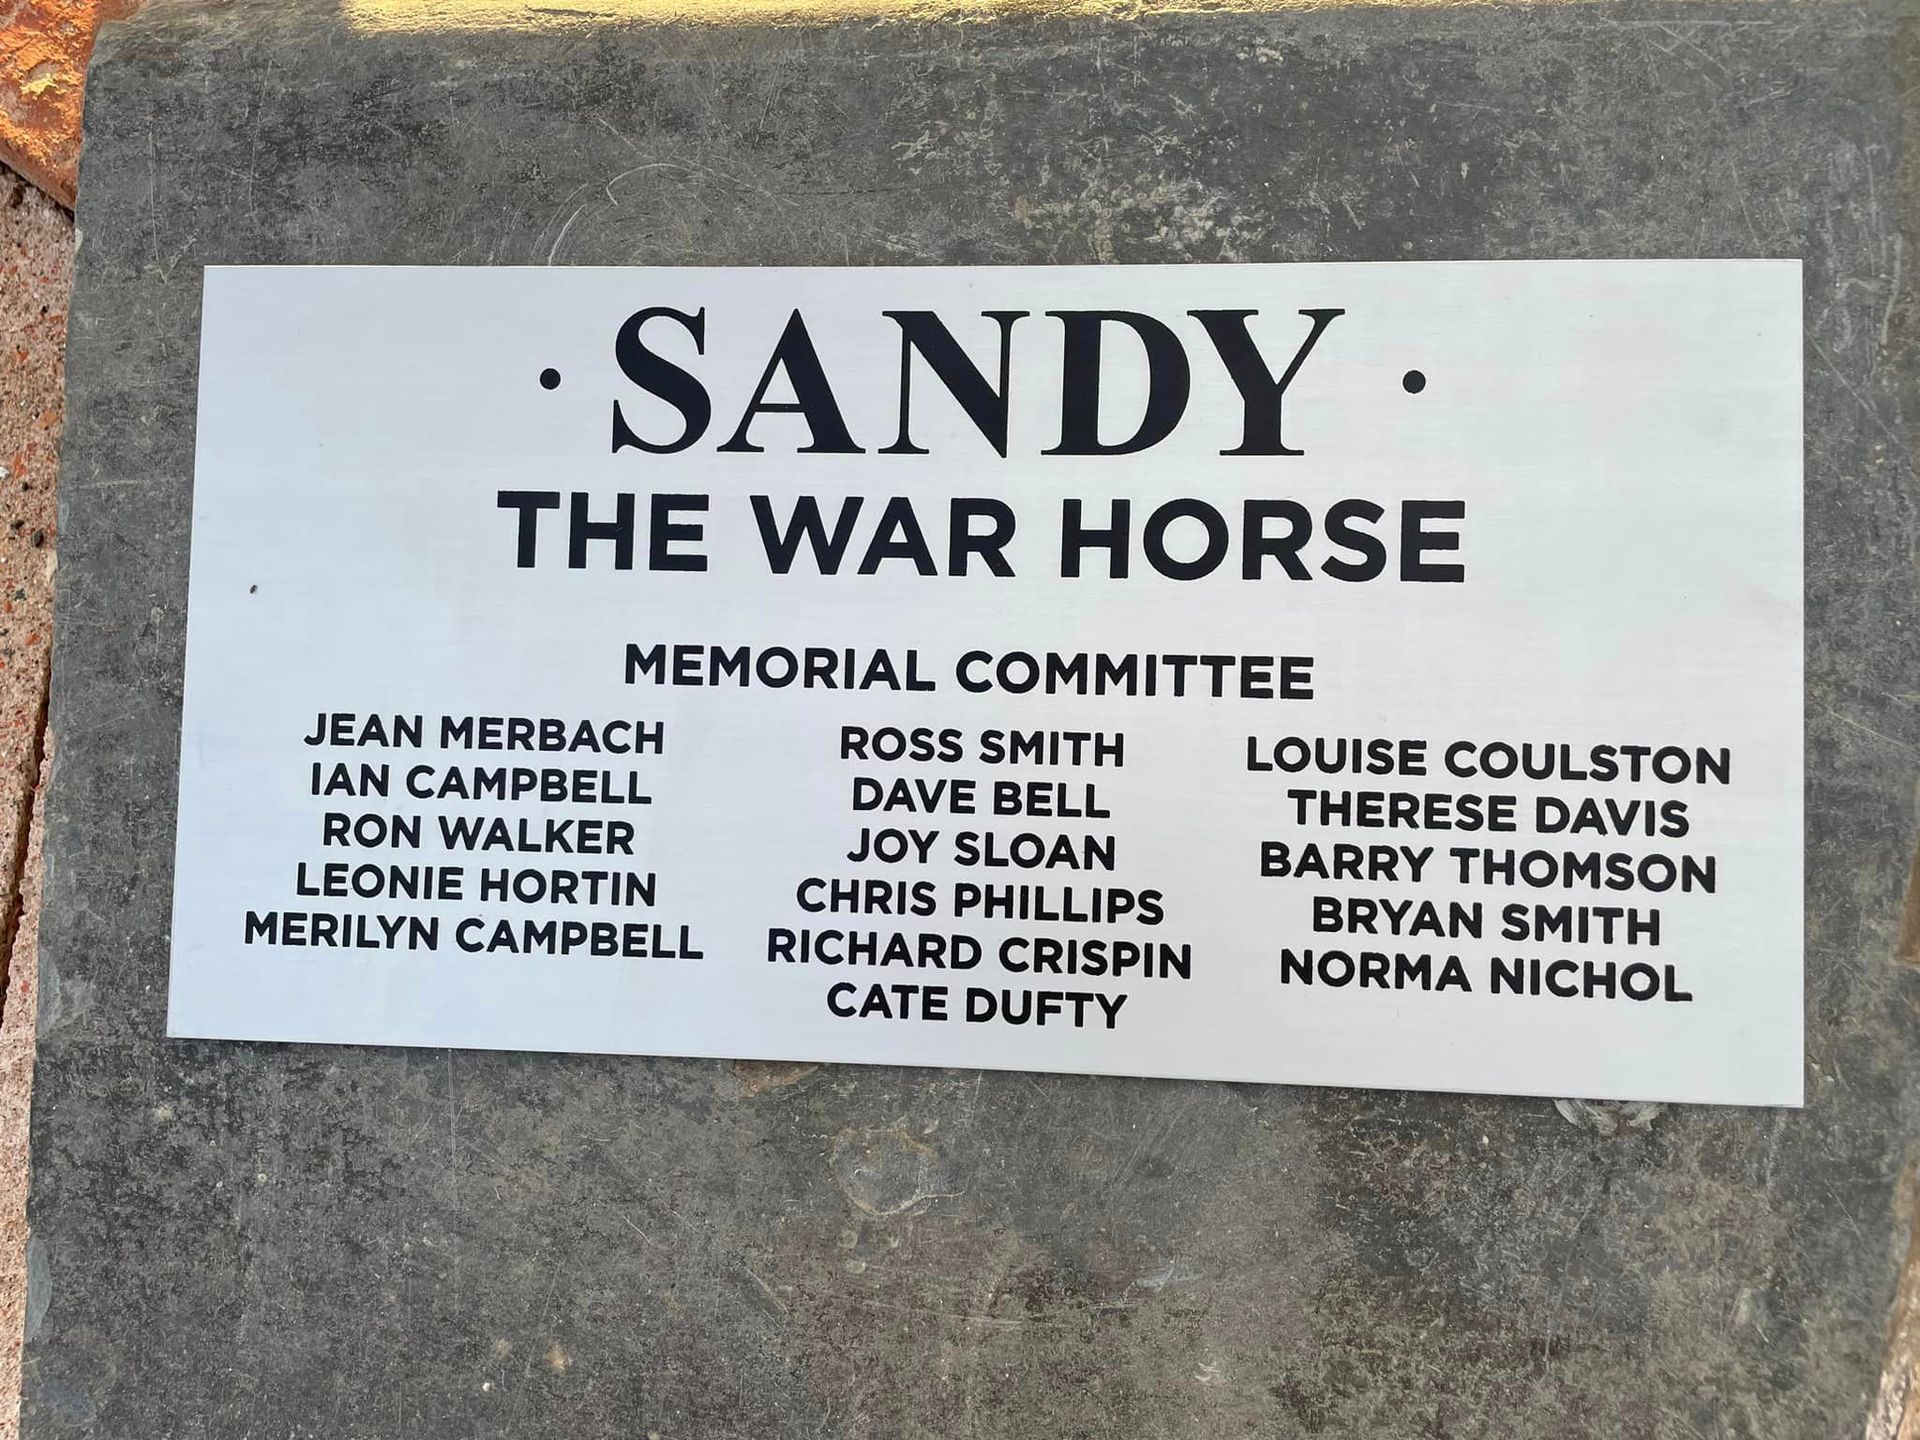 · SANDY ·
THE WAR HORSE
MEMORIAL COMMITTEE
JEAN MERBACH
IAN CAMPBELL
RON WALKER
LEONIE HORTIN
MERILYN CAMPBELL
ROSS SMITH
DAVE BELL
JOY SLOAN
CHRIS PHILLIPS
RICHARD CRISPIN
CATE DUFTY
LOUISE COULSTON
THERESE DAVIS
BARRY THOMSON
BRYAN SMITH
NORMA NICHOL